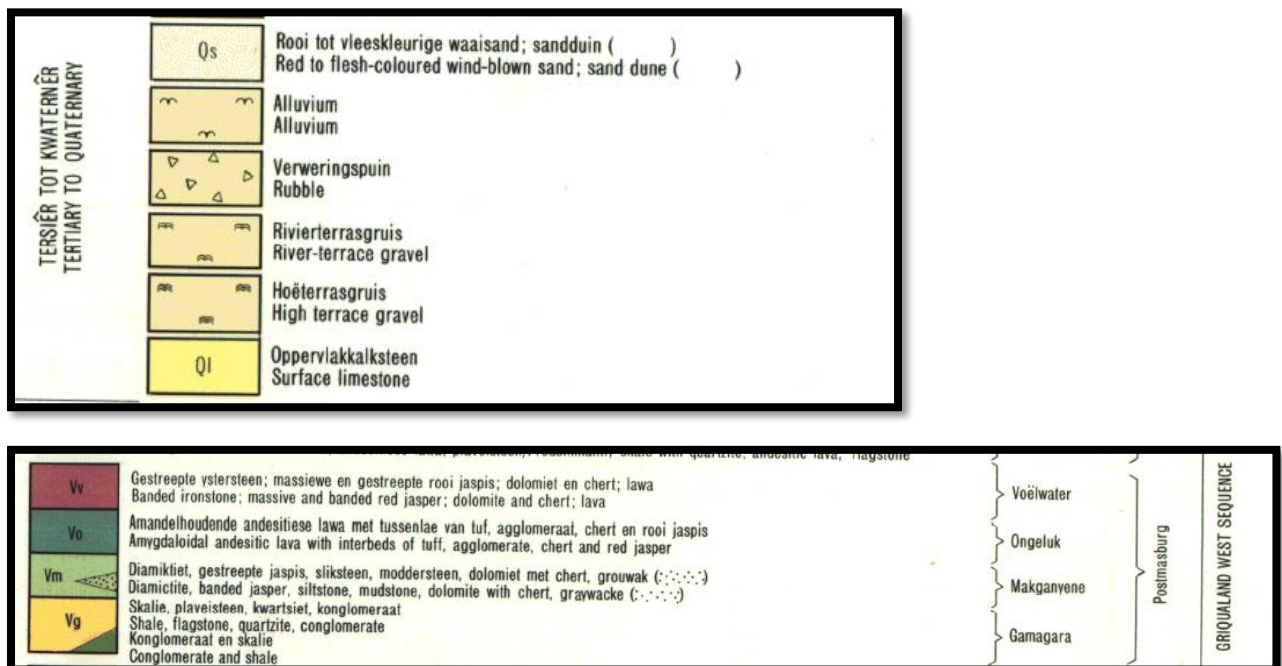 Qs
Rooi tot vleeskleurige waaisand; sandduin ( )
Red to flesh-coloured wind-blown sand; sand dune ( )
TERSIÊR TOT KWATERNÊR
TERTIARY TO QUATERNARY
Alluvium
Alluvium
Verweringspuin
Rubble
Rivierterrasgruis
River-terrace gravel
Hoëterrasgruis
High terrace gravel
Ql
Oppervlakkalksteen
Surface limestone
shale with quartzite, andesitic lava, flagstone
Vv
Gestreepte ystersteen; massiewe en gestreepte rooi jaspis; dolomiet en chert; lawa
Banded ironstone; massive and banded red jasper; dolomite and chert; lava
Voëlwater
Vo
Amandelhoudende andesitiese lawa met tussenlae van tuf, agglomeraat, chert en rooi jaspis
Amygdaloidal andesitic lava with interbeds of tuff, agglomerate, chert and red jasper
Ongeluk
Vm
Diamiktiet, gestreepte jaspis, sliksteen, moddersteen, dolomiet met chert, grouwak ( )
Diamictite, banded jasper, siltstone, mudstone, dolomite with chert, graywacke ( )
Makganyene
Vg
Skalie, plaveisteen, kwartsiet, konglomeraat
Shale, flagstone, quartzite, conglomerate
Konglomeraat en skalie
Conglomerate and shale
Gamagara
Postmasburg
GRIQUALAND WEST SEQUENCE